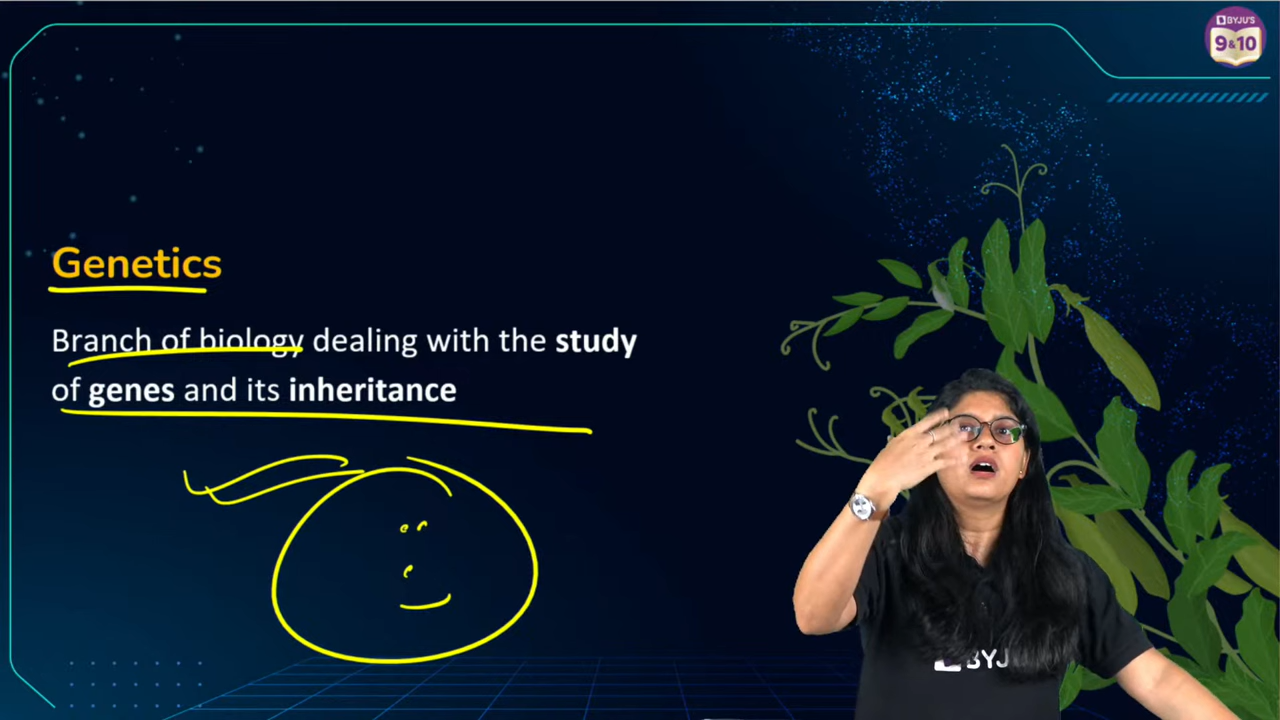 BYJU'S
9&10
Genetics
Branch of biology dealing with the study
of genes and its inheritance
BYJ